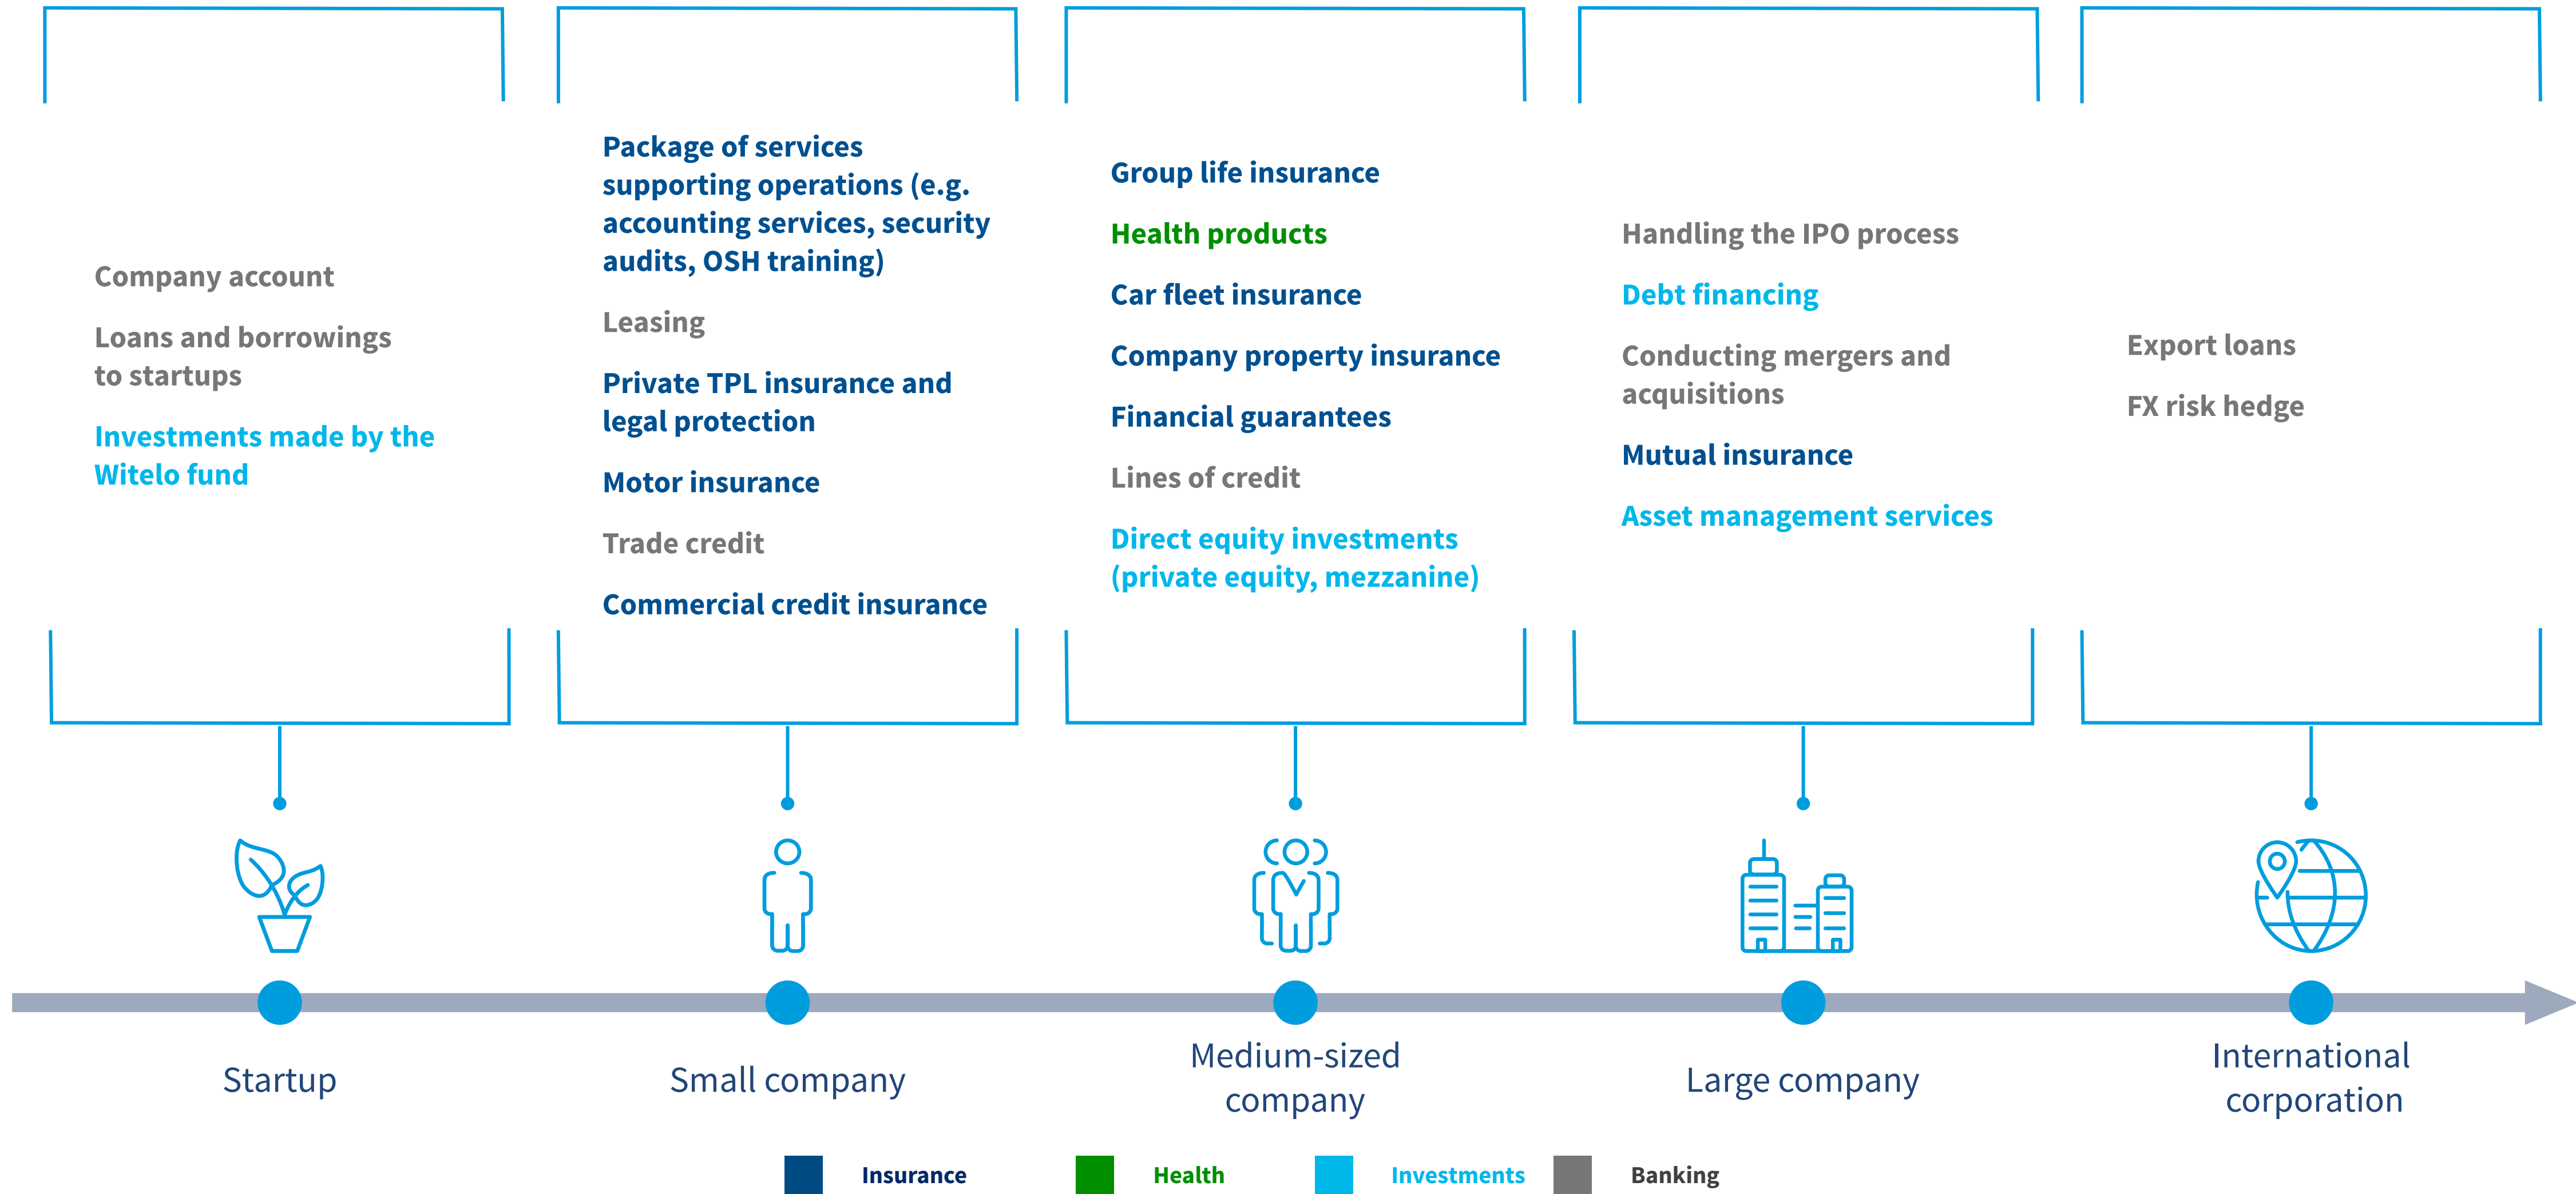 Company account
Loans and borrowings
to startups
Investments made by the
Witelo fund
Package of services
supporting operations (e.g.
accounting services, security
audits, OSH training)
Leasing
Private TPL insurance and
legal protection
Motor insurance
Trade credit
Commercial credit insurance
Group life insurance
Health products
Car fleet insurance
Company property insurance
Financial guarantees
Lines of credit
Direct equity investments
(private equity, mezzanine)
Handling the IPO process
Debt financing
Conducting mergers and
acquisitions
Mutual insurance
Asset management services
Export loans
FX risk hedge
Startup
Small company
Medium-sized
company
Large company
International
corporation
Insurance
Health
Investments
Banking